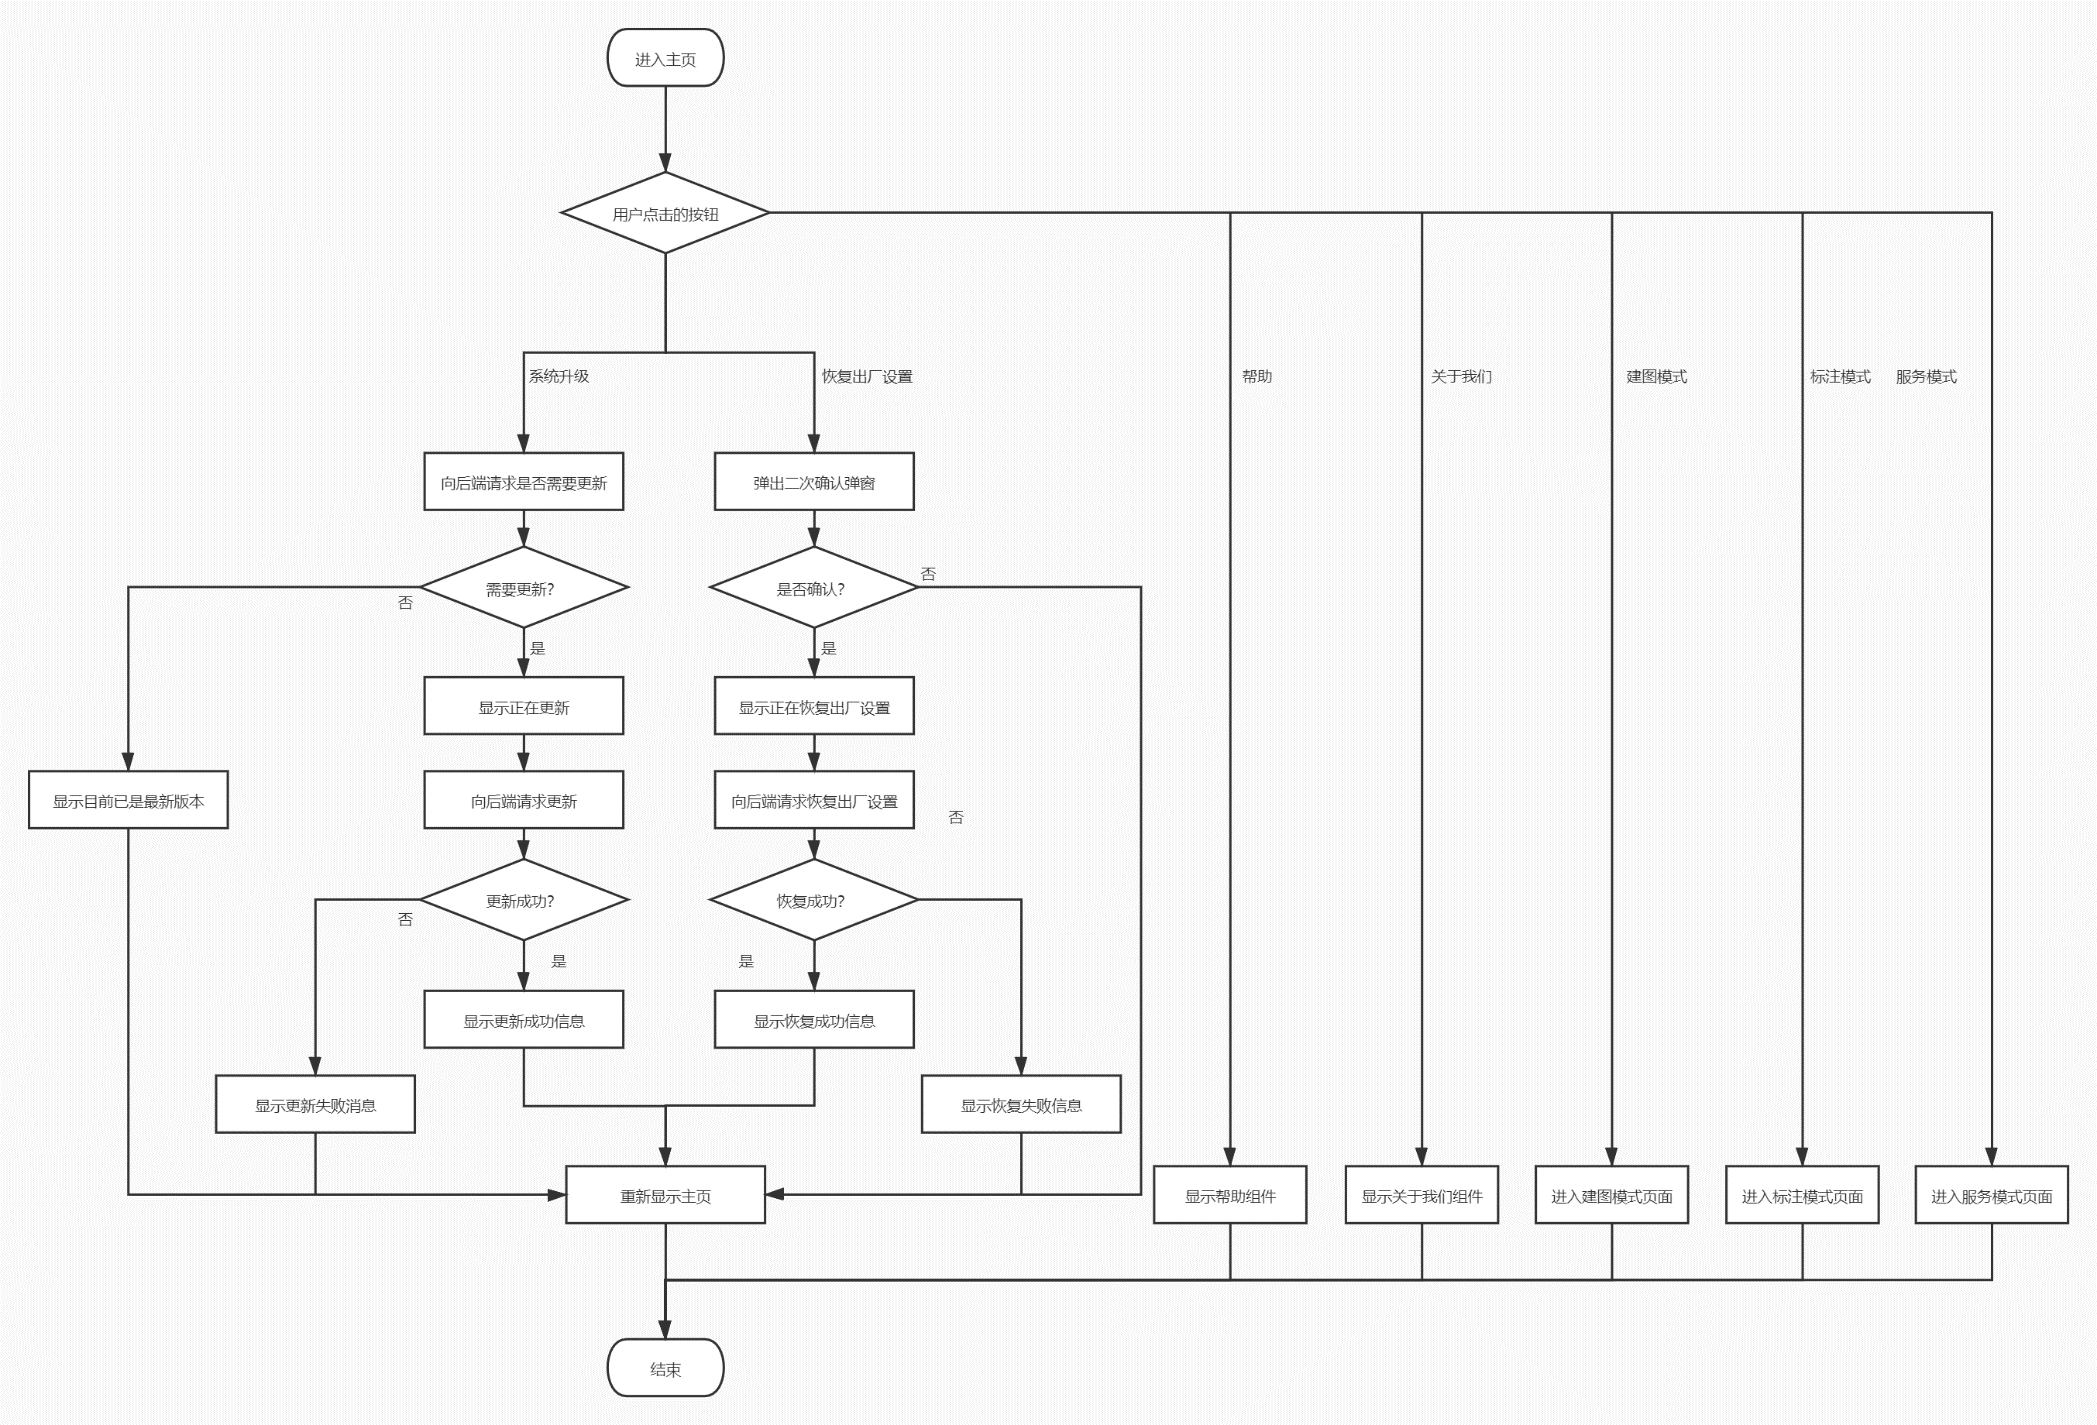 进入主页
用户点击的按钮
系统升级
恢复出厂设置
帮助
关于我们
建图模式
标注模式
服务模式
向后端请求是否需要更新
弹出二次确认弹窗
需要更新?
是否确认?
否
否
是
是
显示正在更新
显示正在恢复出厂设置
显示目前已是最新版本
向后端请求更新
向后端请求恢复出厂设置
否
更新成功?
恢复成功?
否
是
是
显示更新成功信息
显示恢复成功信息
显示更新失败消息
显示恢复失败信息
重新显示主页
显示帮助组件
显示关于我们组件
进入建图模式页面
进入标注模式页面
进入服务模式页面
结束